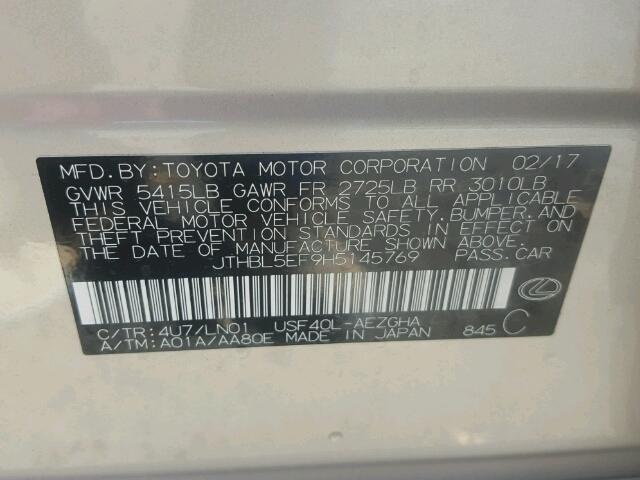 MFD. BY: TOYOTA MOTOR CORPORATION 02/17
GVWR 5415LB GAWR FR 2725LB RR 3010LB
THIS VEHICLE CONFORMS TO ALL APPLICABLE
FEDERAL MOTOR VEHICLE SAFETY, BUMPER, AND
THEFT PREVENTION STANDARDS IN EFFECT ON
THE DATE OF MANUFACTURE SHOWN ABOVE.
JTHBL5EF9H5145769 PASS. CAR
C/TR: 4U7/LN01 USF40L-AEZGHA
A/TM: A01A/AA80E MADE IN JAPAN 845 C